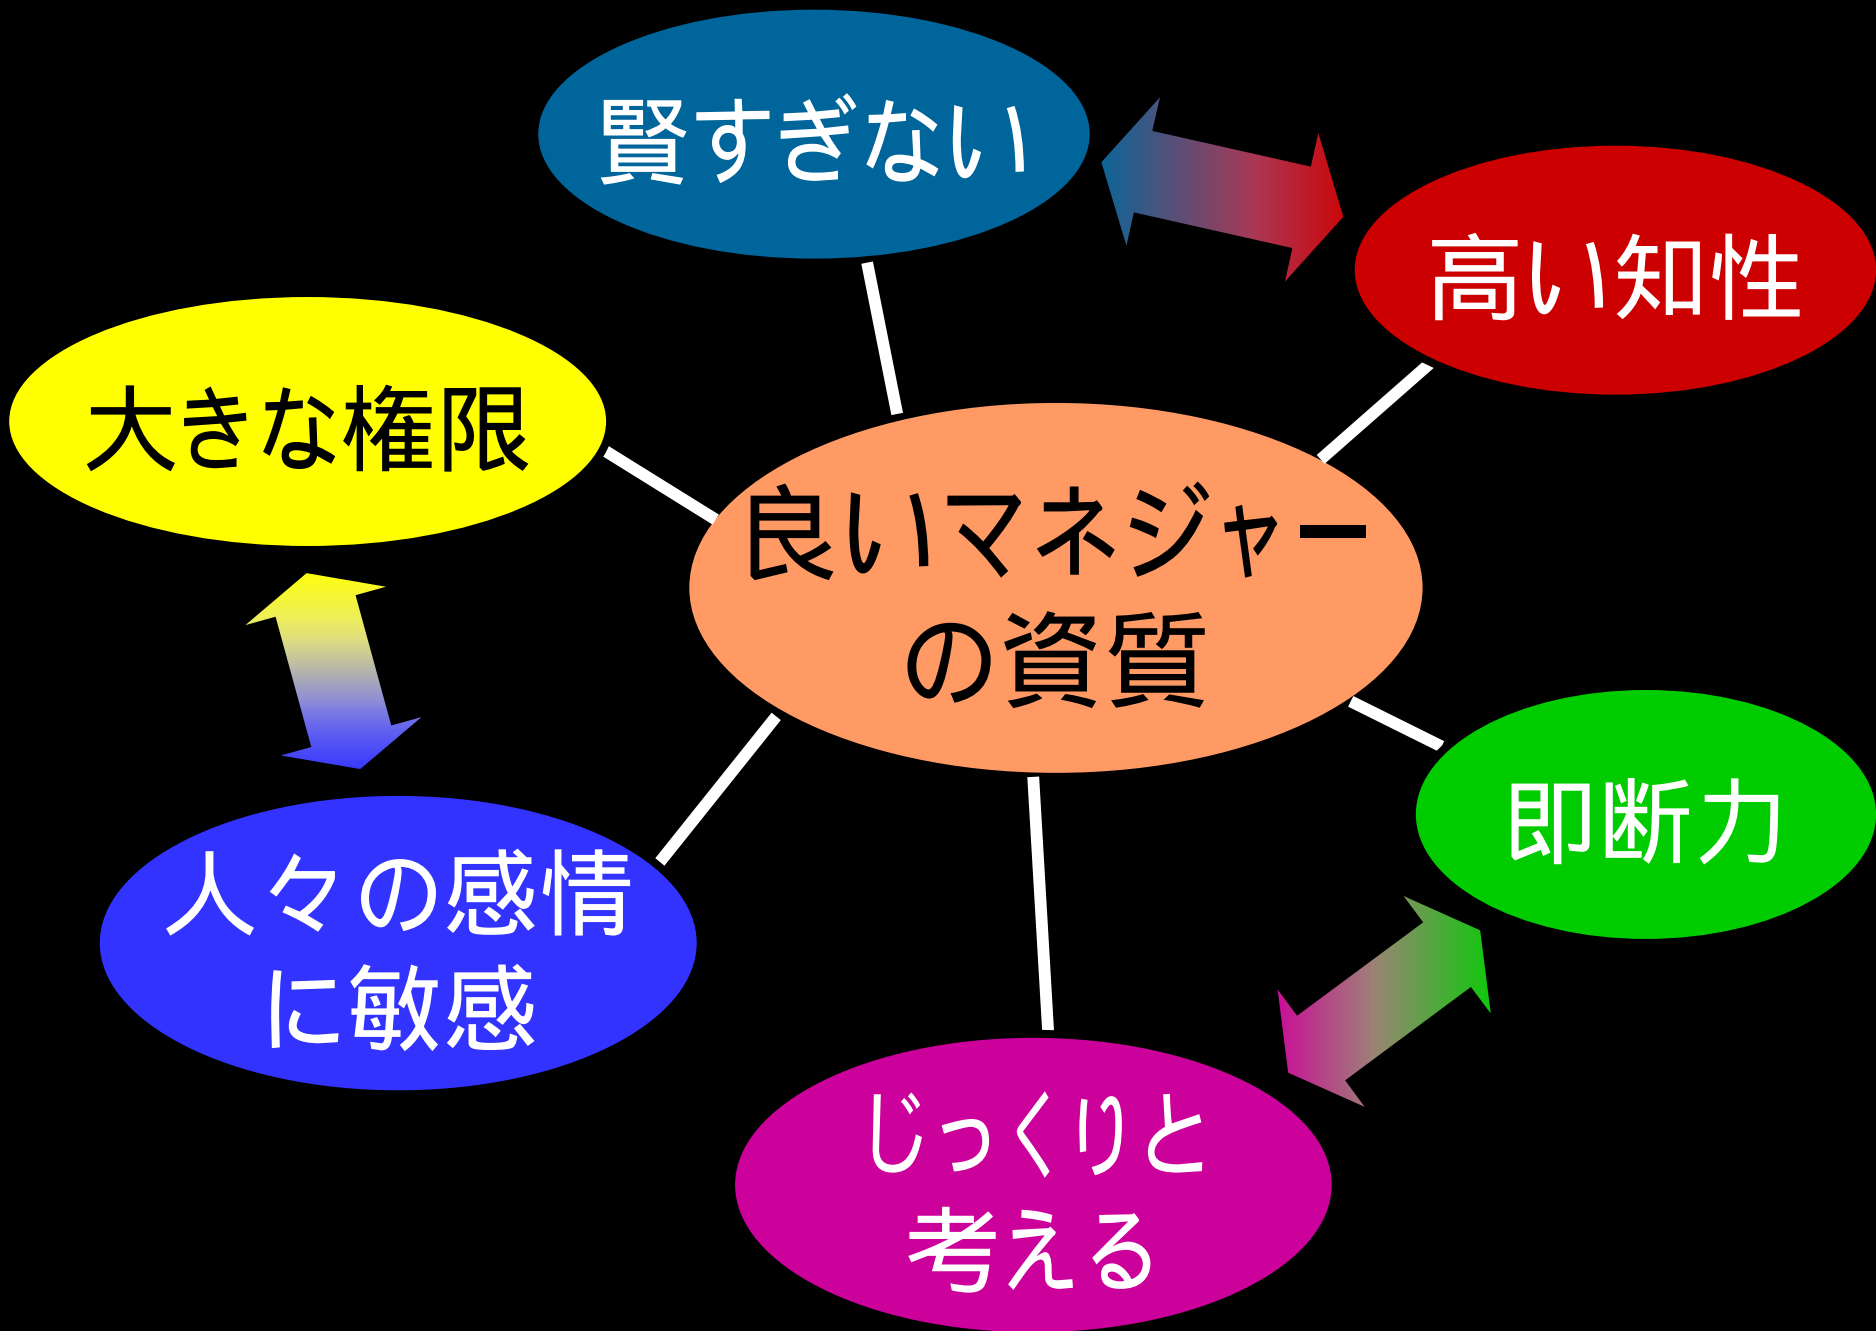 賢すぎない
高い知性
大きな権限
良いマネジャー
の資質
即断力
人々の感情
に敏感
じっくりと
考える